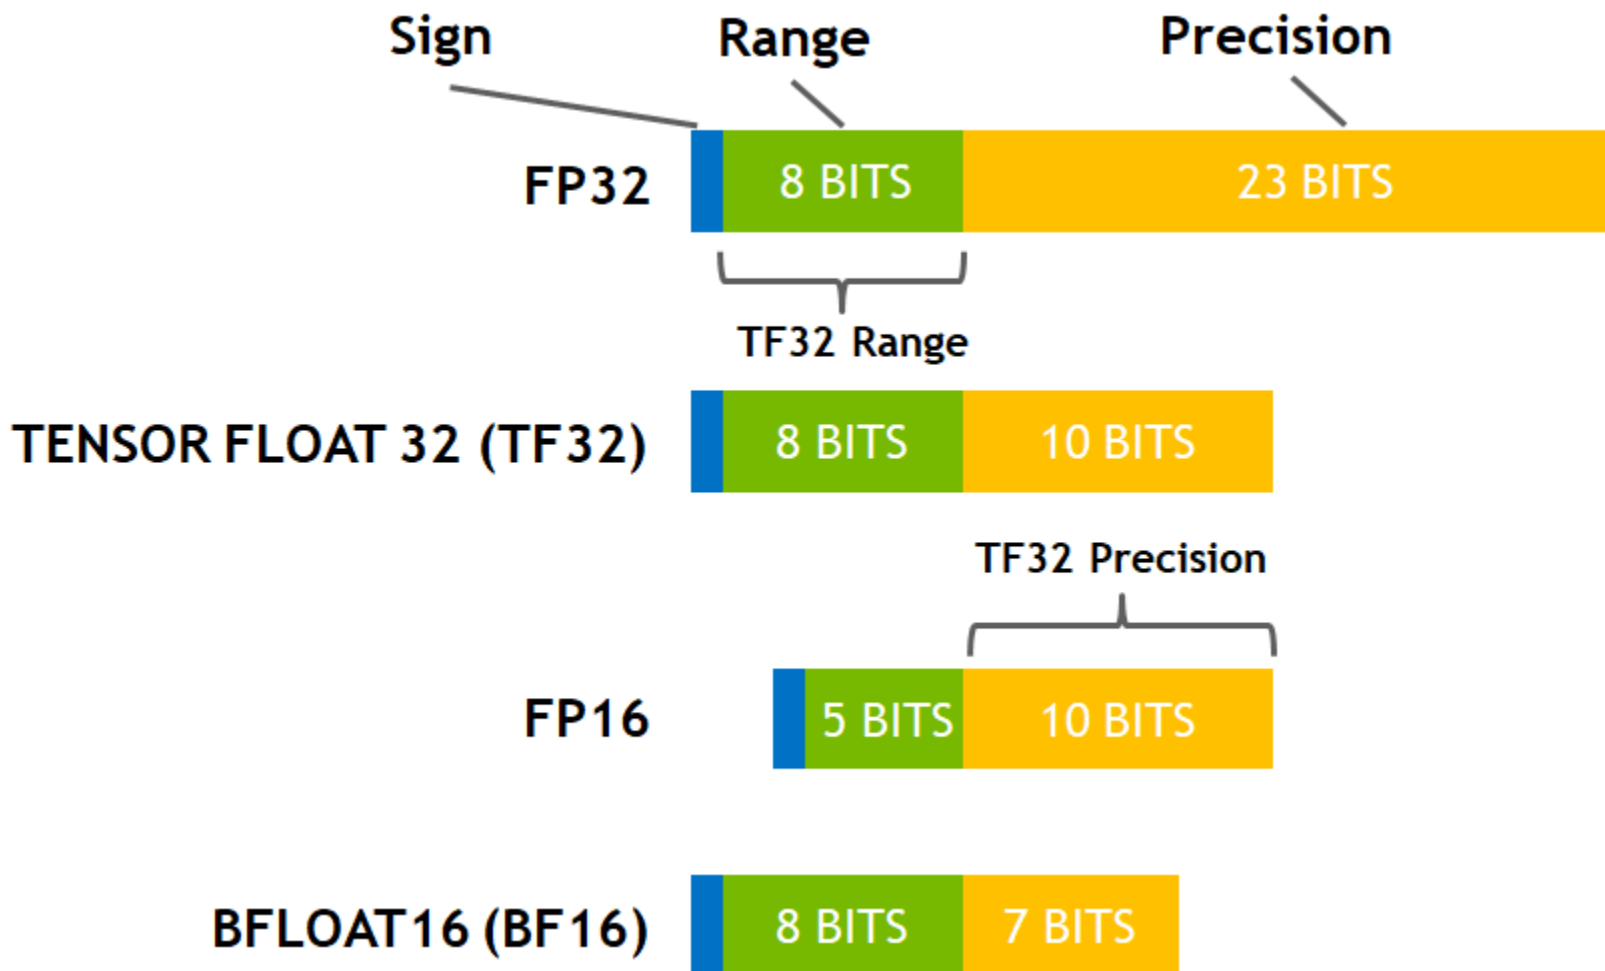 Sign Range Precision
FP32 8 BITS 23 BITS
TF32 Range
TENSOR FLOAT 32 (TF32) 8 BITS 10 BITS
TF32 Precision
FP16 5 BITS 10 BITS
BFLOAT16 (BF16) 8 BITS 7 BITS